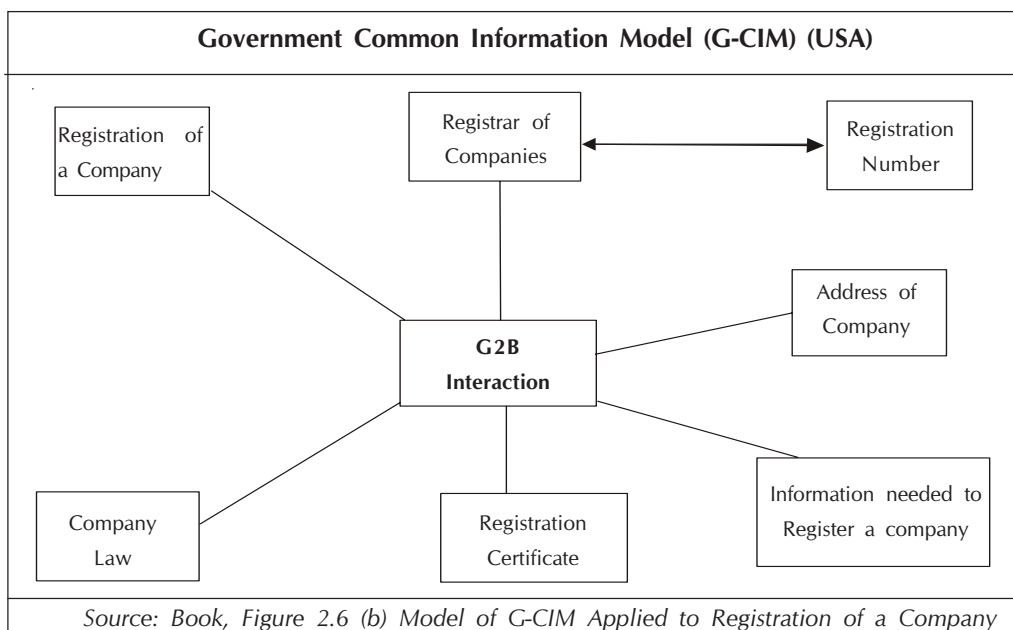 Government Common Information Model (G-CIM) (USA)
Registration of
a Company
Registrar of
Companies
Registration
Number
Address of
Company
G2B
Interaction
Company
Law
Registration
Certificate
Information needed to
Register a company
Source: Book, Figure 2.6 (b) Model of G-CIM Applied to Registration of a Company